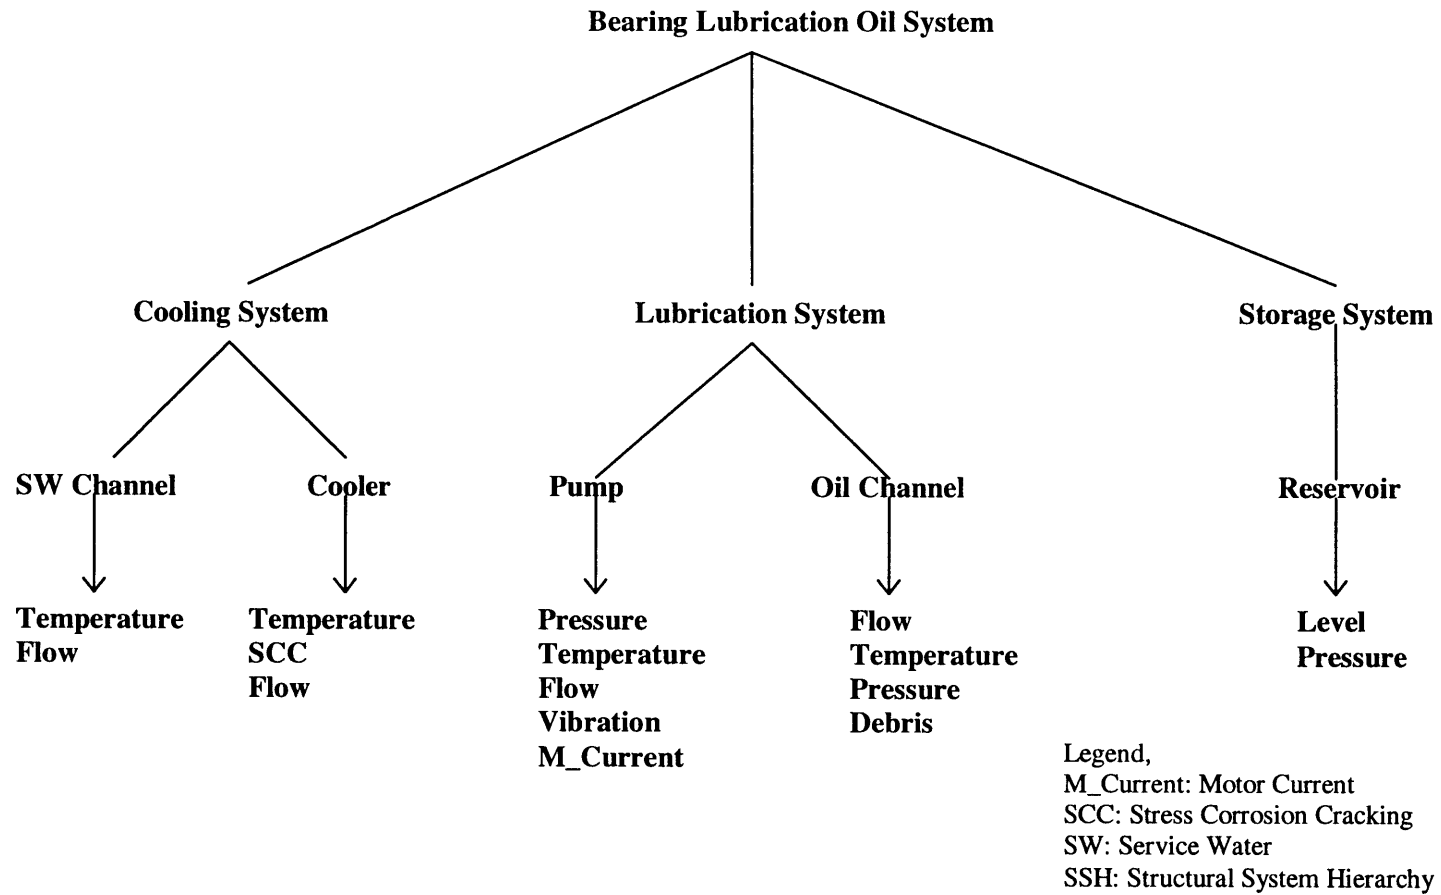 Bearing Lubrication Oil System
Cooling System
Lubrication System
Storage System
SW Channel
Cooler
Pump
Oil Channel
Reservoir
Temperature
Flow
Temperature
SCC
Flow
Pressure
Temperature
Flow
Vibration
M_Current
Flow
Temperature
Pressure
Debris
Level
Pressure
Legend,
M_Current: Motor Current
SCC: Stress Corrosion Cracking
SW: Service Water
SSH: Structural System Hierarchy